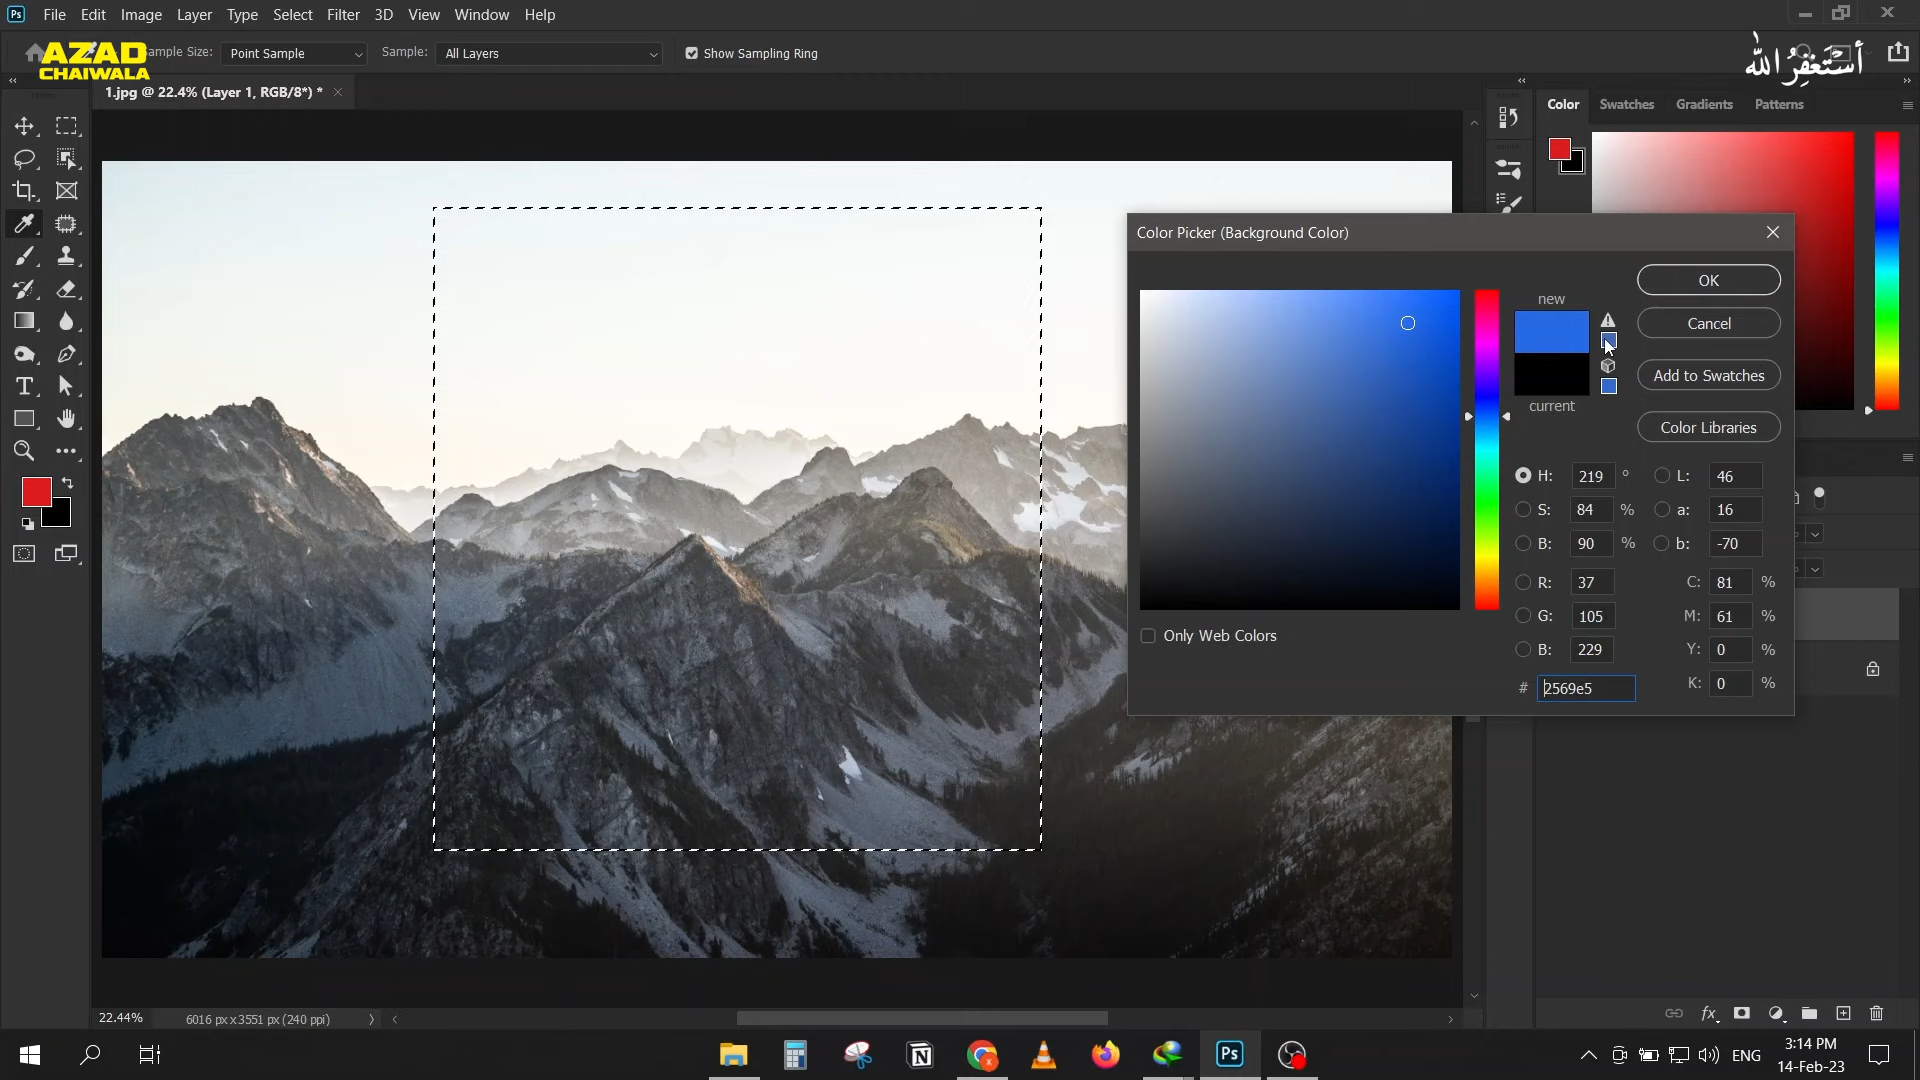 Ps File Edit Image Layer Type Select Filter 3D View Window Help
AZAD
CHAIWALA
ample Size: Point Sample Sample: All Layers Show Sampling Ring
أستغفر الله
1.jpg @ 22.4% (Layer 1, RGB/8*) *
Color Swatches Gradients Patterns
Color Picker (Background Color)
new
OK
Cancel
Add to Swatches
current
Color Libraries
H: 219 ° L: 46
S: 84 % a: 16
B: 90 % b: -70
R: 37 C: 81 %
G: 105 M: 61 %
B: 229 Y: 0 %
# 2569e5 K: 0 %
Only Web Colors
T
fx
22.44% 6016 px x 3551 px (240 ppi)
N Ps
ENG
3:14 PM
14-Feb-23